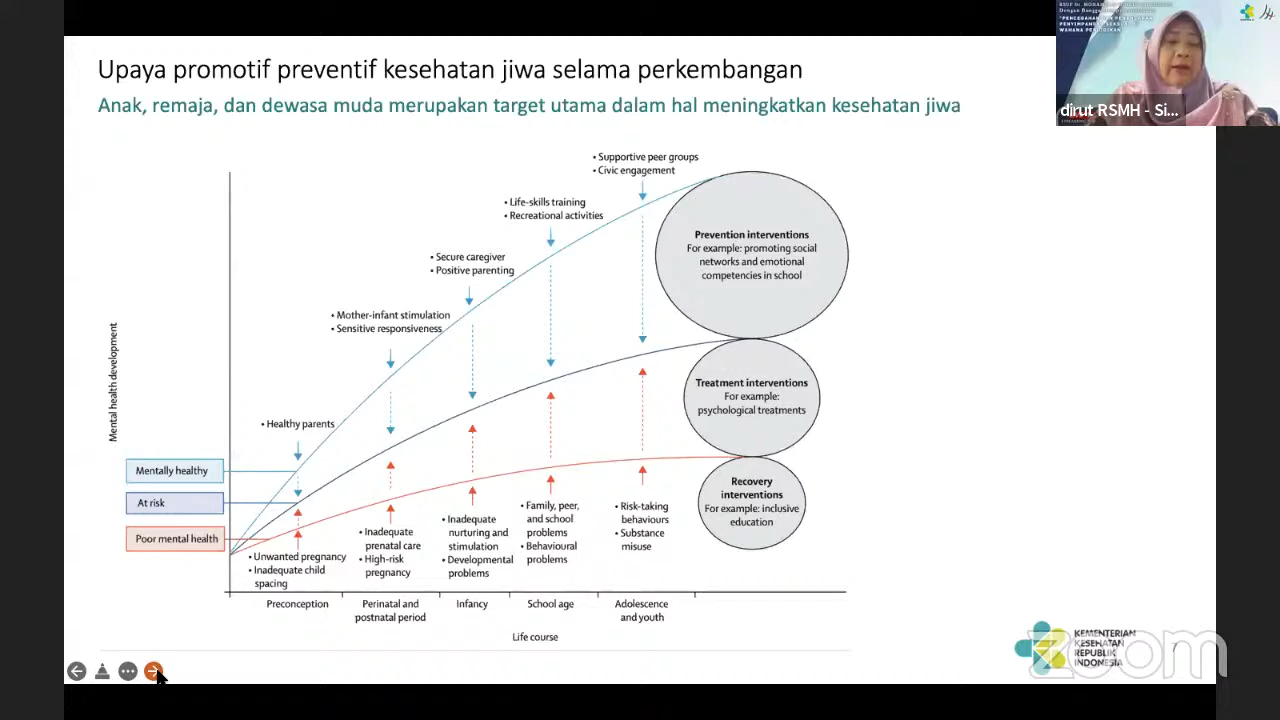 Upaya promotif preventif kesehatan jiwa selama perkembangan
Anak, remaja, dan dewasa muda merupakan target utama dalam hal meningkatkan kesehatan jiwa
WAHANA PENDIDIKAN
dirut RSMH - Si...
• Supportive peer groups
• Civic engagement
• Life-skills training
• Recreational activities
• Secure caregiver
• Positive parenting
• Mother-infant stimulation
• Sensitive responsiveness
• Healthy parents
Mental health development
Mentally healthy
At risk
Poor mental health
Prevention interventions
For example: promoting social
networks and emotional
competencies in school
Treatment interventions
For example:
psychological treatments
Recovery
interventions
For example: inclusive
education
• Unwanted pregnancy
• Inadequate child
spacing
• Inadequate
prenatal care
• High-risk
pregnancy
• Inadequate
nurturing and
stimulation
• Developmental
problems
• Family, peer,
and school
problems
• Behavioural
problems
• Risk-taking
behaviours
• Substance
misuse
Preconception
Perinatal and
postnatal period
Infancy
School age
Adolescence
and youth
Life course
KEMENTERIAN
KESEHATAN
REPUBLIK
INDONESIA
7
zoom